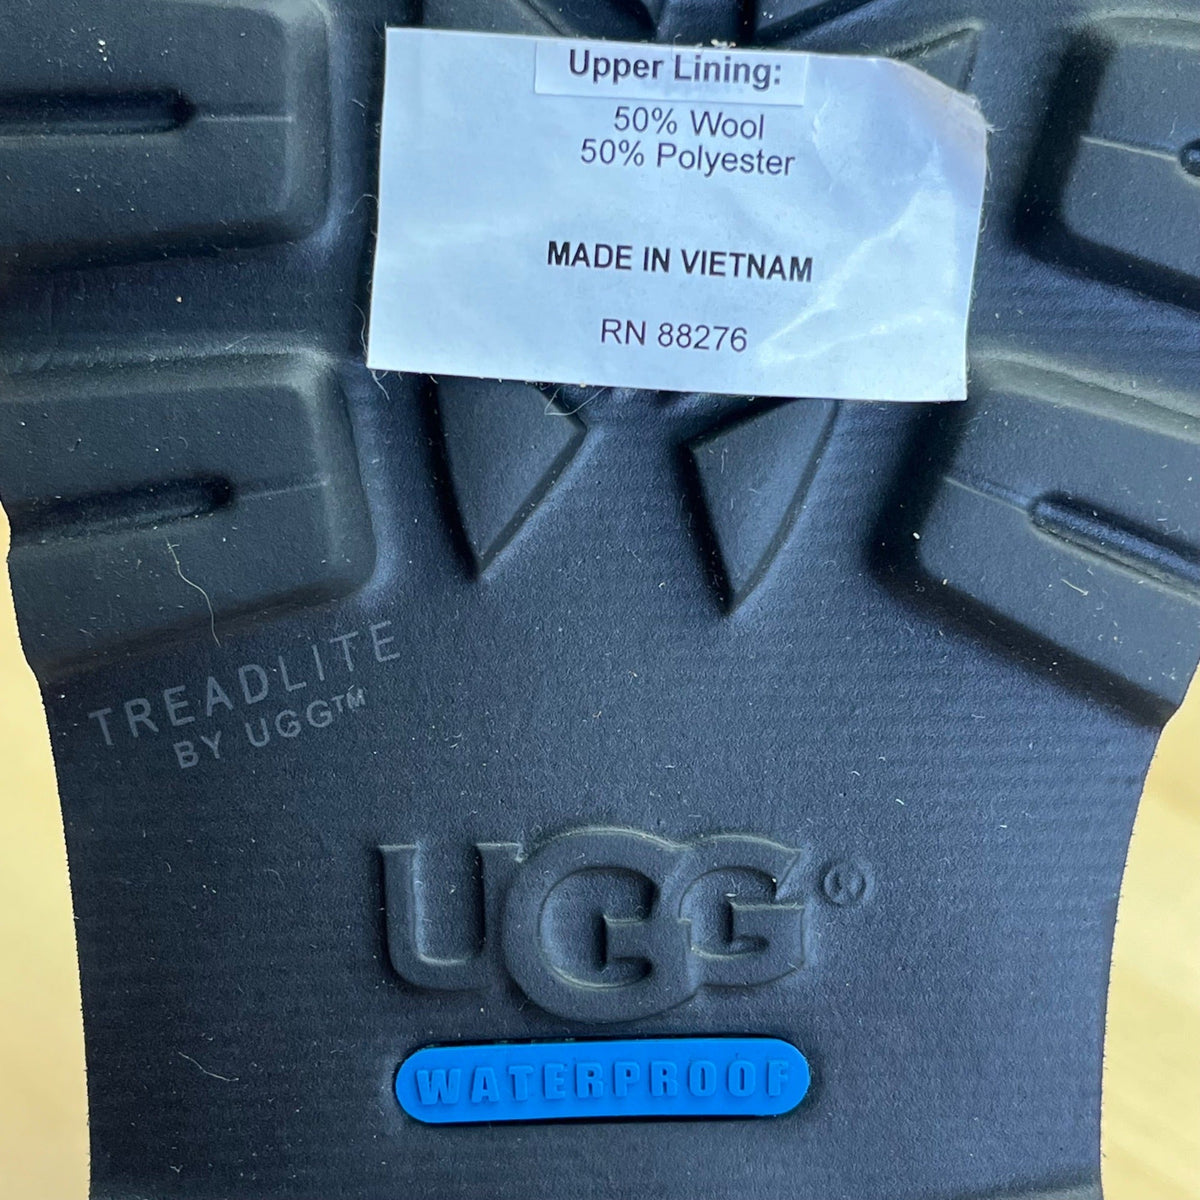 Upper Lining:
50% Wool
50% Polyester
MADE IN VIETNAM
RN 88276
TREADLITE
BY UGG™
UGG®
WATERPROOF